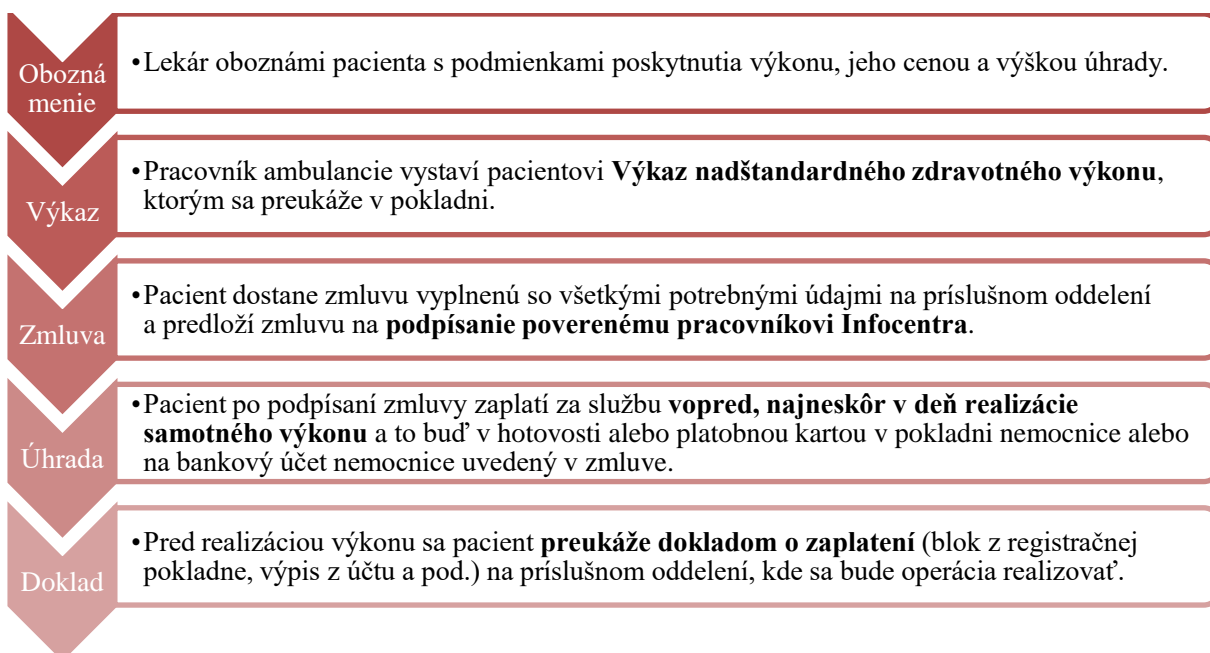 Obozná
menie
•Lekár oboznámi pacienta s podmienkami poskytnutia výkonu, jeho cenou a výškou úhrady.
Výkaz
•Pracovník ambulancie vystaví pacientovi Výkaz nadštandardného zdravotného výkonu,
ktorým sa preukáže v pokladni.
Zmluva
•Pacient dostane zmluvu vyplnenú so všetkými potrebnými údajmi na príslušnom oddelení
a predloží zmluvu na podpísanie poverenému pracovníkovi Infocentra.
Úhrada
•Pacient po podpísaní zmluvy zaplatí za službu vopred, najneskôr v deň realizácie
samotného výkonu a to buď v hotovosti alebo platobnou kartou v pokladni nemocnice alebo
na bankový účet nemocnice uvedený v zmluve.
Doklad
•Pred realizáciou výkonu sa pacient preukáže dokladom o zaplatení (blok z registračnej
pokladne, výpis z účtu a pod.) na príslušnom oddelení, kde sa bude operácia realizovať.